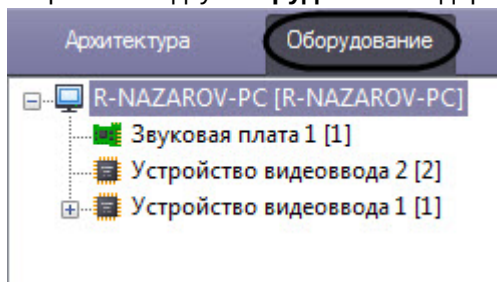 Архитектура Оборудование
R-NAZAROV-PC [R-NAZAROV-PC]
Звуковая плата 1 [1]
Устройство видеоввода 2 [2]
Устройство видеоввода 1 [1]